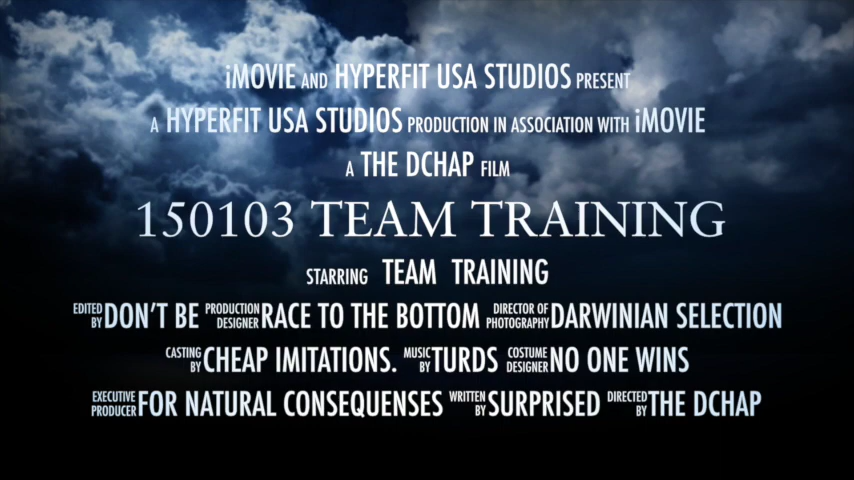 iMOVIE AND HYPERFIT USA STUDIOS PRESENT
A HYPERFIT USA STUDIOS PRODUCTION IN ASSOCIATION WITH iMOVIE
A THE DCHAP FILM
150103 TEAM TRAINING
STARRING TEAM TRAINING
EDITED BY DON'T BE PRODUCTION DESIGNER RACE TO THE BOTTOM DIRECTOR OF PHOTOGRAPHY DARWINIAN SELECTION
CASTING BY CHEAP IMITATIONS. MUSIC BY TURDS COSTUME DESIGNER NO ONE WINS
EXECUTIVE PRODUCER FOR NATURAL CONSEQUENSES WRITTEN BY SURPRISED DIRECTED BY THE DCHAP